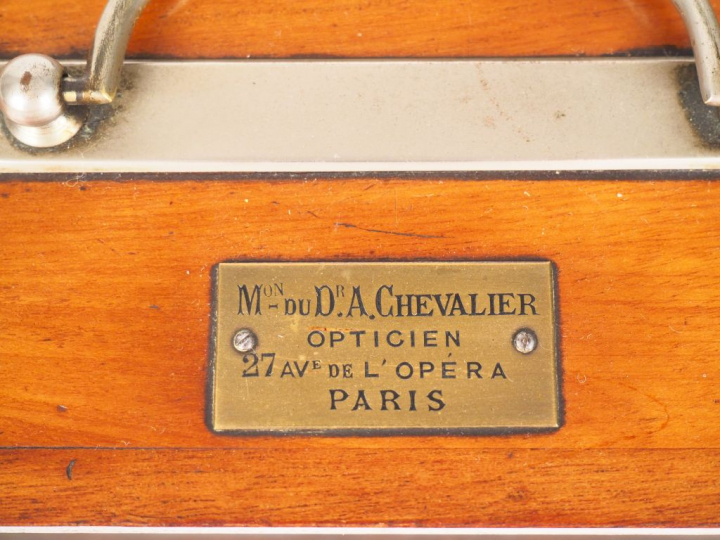 MON DU DR. A. CHEVALIER
OPTICIEN
27 AVE DE L'OPÉRA
PARIS